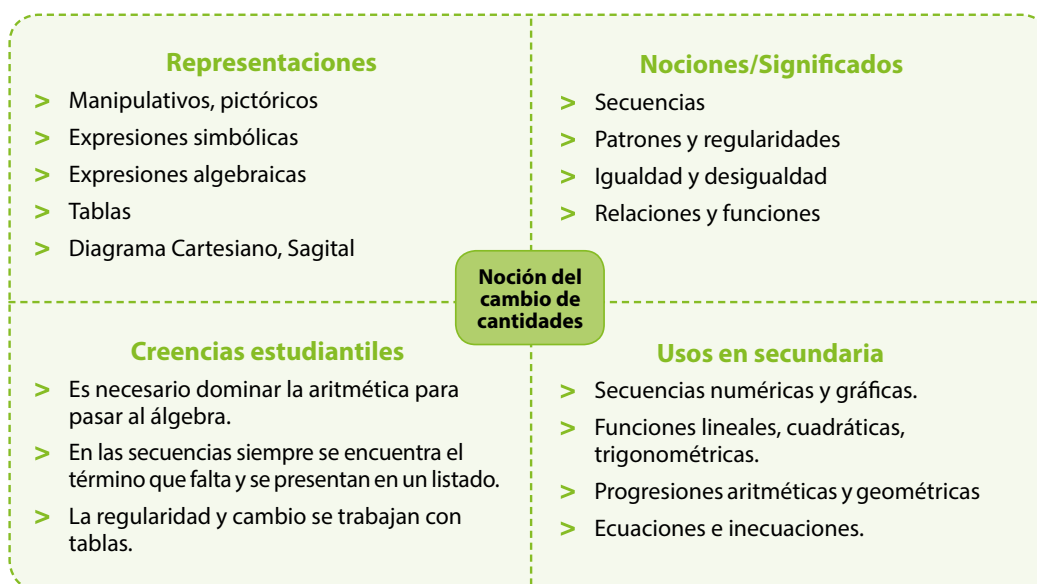 Representaciones
> Manipulativos, pictóricos
> Expresiones simbólicas
> Expresiones algebraicas
> Tablas
> Diagrama Cartesiano, Sagital
Nociones/Significados
> Secuencias
> Patrones y regularidades
> Igualdad y desigualdad
> Relaciones y funciones
Noción del
cambio de
cantidades
Creencias estudiantiles
> Es necesario dominar la aritmética para
pasar al álgebra.
> En las secuencias siempre se encuentra el
término que falta y se presentan en un listado.
> La regularidad y cambio se trabajan con
tablas.
Usos en secundaria
> Secuencias numéricas y gráficas.
> Funciones lineales, cuadráticas,
trigonométricas.
> Progresiones aritméticas y geométricas
> Ecuaciones e inecuaciones.